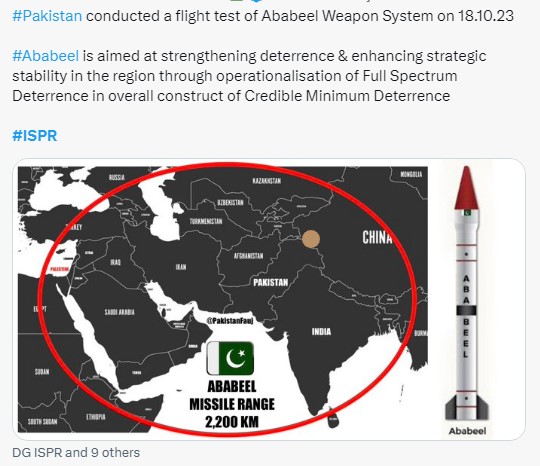 #Pakistan conducted a flight test of Ababeel Weapon System on 18.10.23
#Ababeel is aimed at strengthening deterrence & enhancing strategic
stability in the region through operationalisation of Full Spectrum
Deterrence in overall construct of Credible Minimum Deterrence
#ISPR
RUSSIA
KAZAKHSTAN
MONGOLIA
UZBEKISTAN
TURKMENISTAN
CHINA
AFGHANISTAN
IRAQ
IRAN
PAKISTAN
SAUDI ARABIA
@PakistanFauj
INDIA
SUDAN
ABABEEL
MISSILE RANGE
2,200 KM
SOUTH SUDAN
ETHIOPIA
ABABEEL
Ababeel
DG ISPR and 9 others